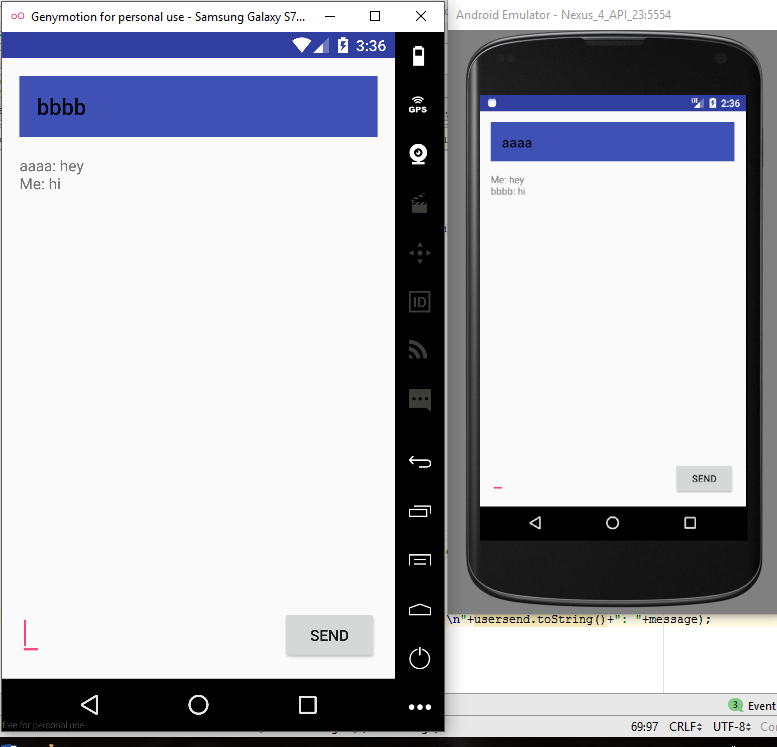 Genymotion for personal use - Samsung Galaxy S7...
3:36
bbbb
aaaa: hey
Me: hi
SEND
free for personal use
GPS
ID
Android Emulator - Nexus_4_API_23:5554
2:36
aaaa
Me: hey
bbbb: hi
SEND
\n"+usersend.toString()+": "+message);
3 Event
69:97 CRLF UTF-8